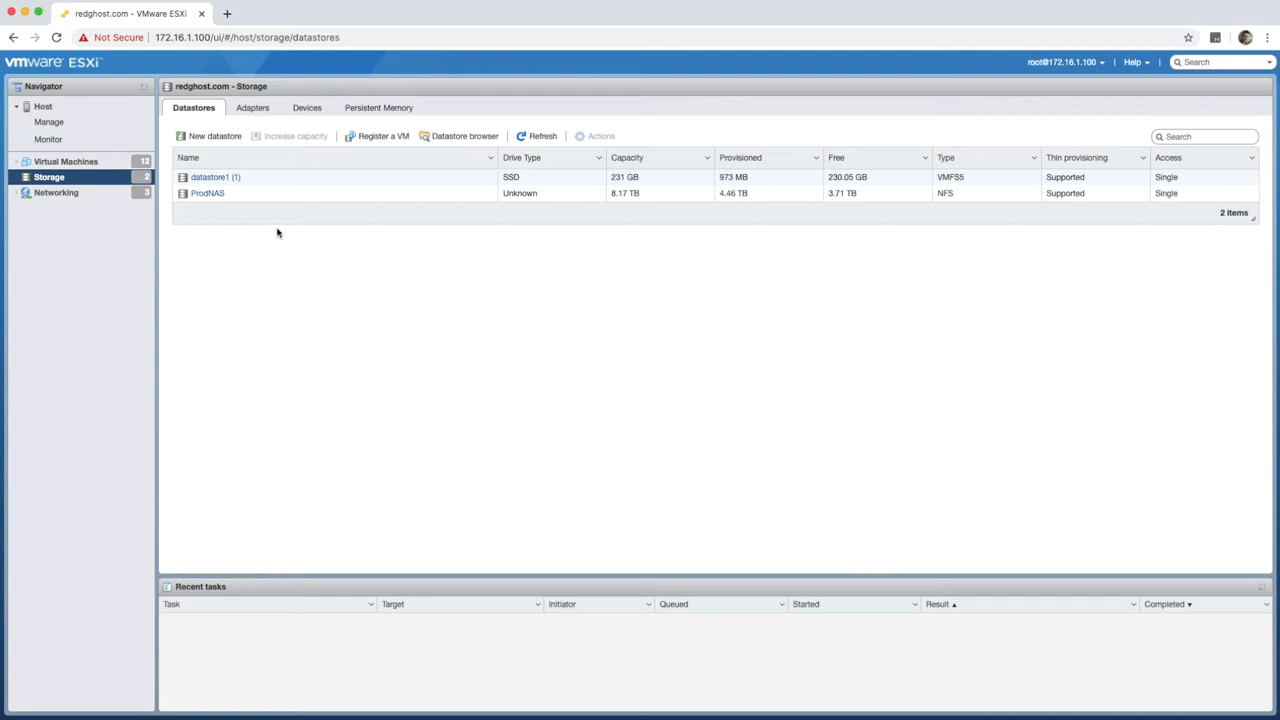 redghost.com - VMware ESXi
Not Secure 172.16.1.100/ui/#/host/storage/datastores
vmware ESXi™ root@172.16.1.100 Help Search
Navigator
Host
Manage
Monitor
Virtual Machines 12
Storage 2
Networking 3
redghost.com - Storage
Datastores Adapters Devices Persistent Memory
New datastore Increase capacity Register a VM Datastore browser Refresh Actions Search
Name Drive Type Capacity Provisioned Free Type Thin provisioning Access
datastore1 (1) SSD 231 GB 973 MB 230.05 GB VMFS5 Supported Single
ProdNAS Unknown 8.17 TB 4.46 TB 3.71 TB NFS Supported Single
2 items
Recent tasks
Task Target Initiator Queued Started Result Completed